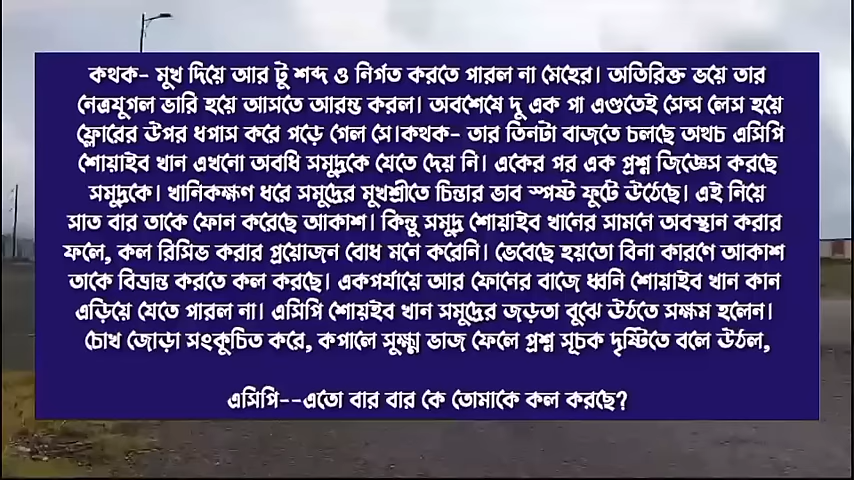 কথক- মুখ দিয়ে আর টু শব্দ ও নির্গত করতে পারল না মেহের। অতিরিক্ত ভয়ে তার
নেত্রযুগল ভারি হয়ে আসতে আরম্ভ করল। অবশেষে দু এক পা এগুতেই সেন্স লেস হয়ে
ফ্লোরের উপর ধপাস করে পড়ে গেল সে।কথক- তার তিনটা বাজতে চলছে অথচ এসিপি
শোয়াইব খান এখনো অবধি সমুদ্রকে যেতে দেয় নি। একের পর এক প্রশ্ন জিজ্ঞেস করছে
সমুদ্রকে। খানিকক্ষণ ধরে সমুদ্রের মুখশ্রীতে চিন্তার ভাব স্পষ্ট ফুটে উঠেছে। এই নিয়ে
সাত বার তাকে ফোন করেছে আকাশ। কিন্তু সমুদ্র শোয়াইব খানের সামনে অবস্থান করার
ফলে, কল রিসিভ করার প্রয়োজন বোধ মনে করেনি। ভেবেছে হয়তো বিনা কারণে আকাশ
তাকে বিভ্রান্ত করতে কল করছে। একপর্যায়ে আর ফোনের বাজে ধ্বনি শোয়াইব খান কান
এড়িয়ে যেতে পারল না। এসিপি শোয়ইব খান সমুদ্রের জড়তা বুঝে উঠতে সক্ষম হলেন।
চোখ জোড়া সংকুচিত করে, কপালে সুক্ষ্ম ভাজ ফেলে প্রশ্ন সূচক দৃষ্টিতে বলে উঠল,
এসিপি--এতো বার বার কে তোমাকে কল করছে?